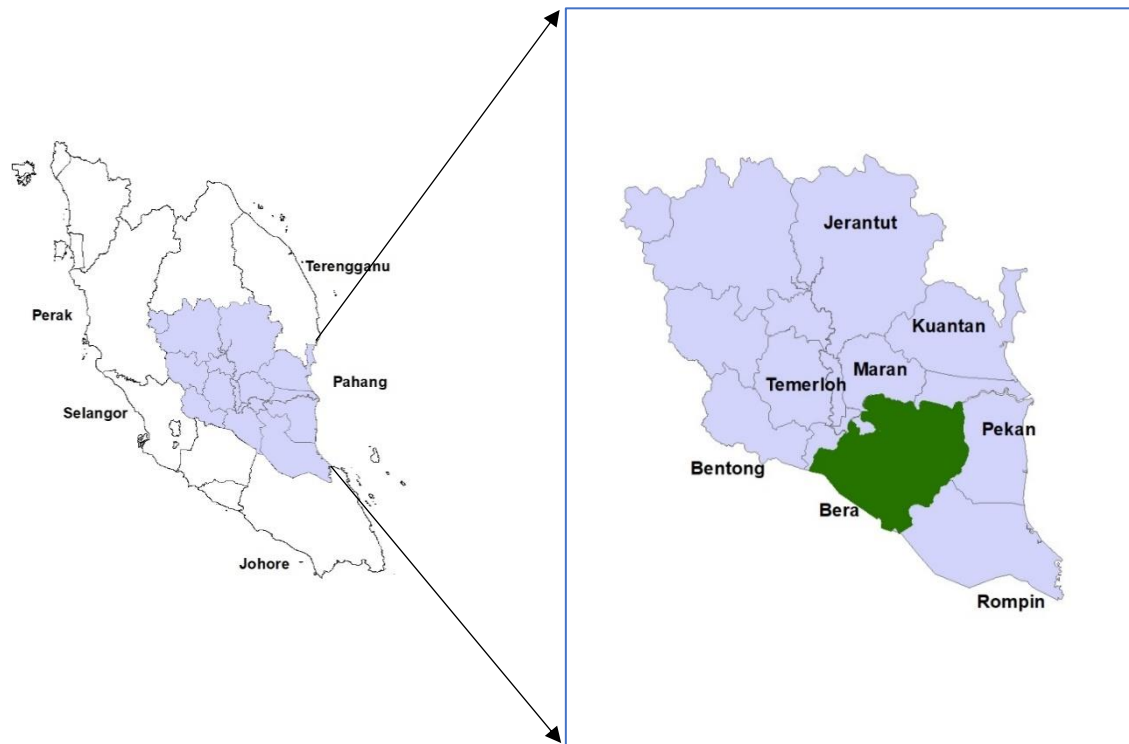 Terengganu
Perak
Pahang
Selangor
Johore
Jerantut
Kuantan
Maran
Temerloh
Pekan
Bentong
Bera
Rompin